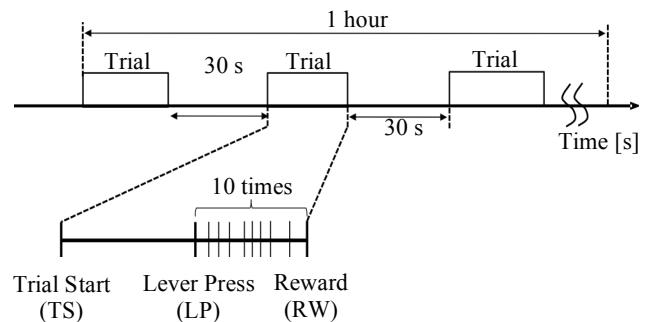 1 hour
Trial
30 s
Trial
Trial
30 s
Time [s]
10 times
Trial Start
(TS)
Lever Press
(LP)
Reward
(RW)